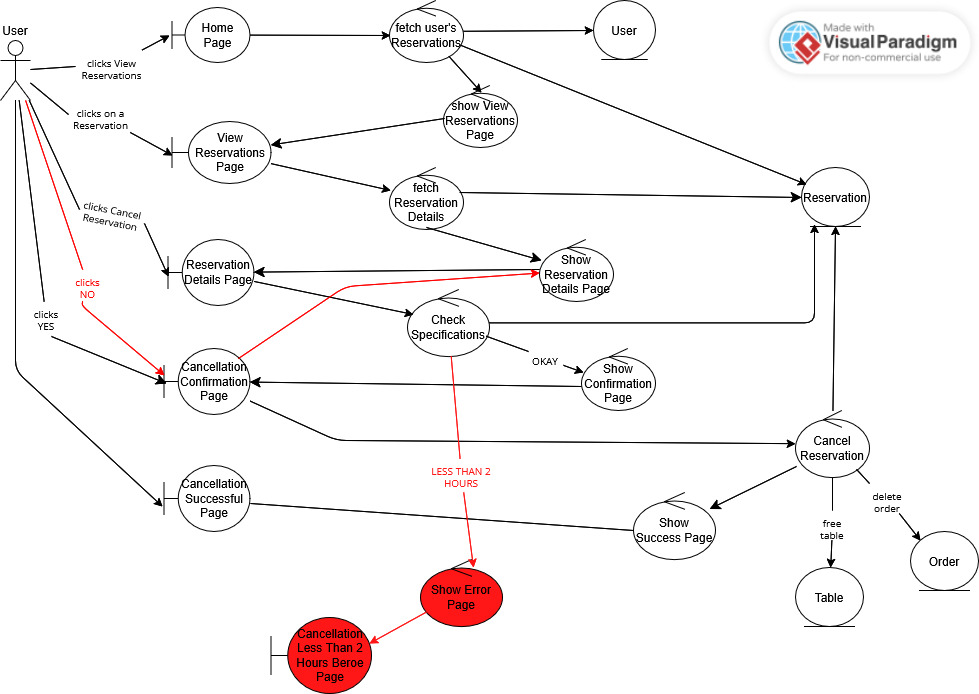 User
Home
Page
fetch user's
Reservations
User
Made with
VisualParadigm
For non-commercial use
clicks View
Reservations
clicks on a
Reservation
show View
Reservations
Page
View
Reservations
Page
fetch
Reservation
Details
Reservation
clicks Cancel
Reservation
Reservation
Details Page
Show
Reservation
Details Page
clicks
NO
clicks
YES
Check
Specifications
OKAY
Show
Confirmation
Page
Cancellation
Confirmation
Page
Cancel
Reservation
LESS THAN 2
HOURS
Cancellation
Successful
Page
Show
Success Page
free
table
delete
order
Order
Table
Show Error
Page
Cancellation
Less Than 2
Hours Beroe
Page